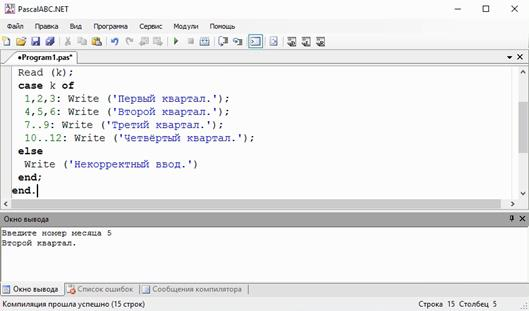 PascalABC.NET
Файл Правка Вид Программа Сервис Модули Помощь
●Program1.pas*
Read (k);
case k of
1,2,3: Write ('Первый квартал.');
4,5,6: Write ('Второй квартал.');
7..9: Write ('Третий квартал.');
10..12: Write ('Четвёртый квартал.');
else
Write ('Некорректный ввод.')
end;
end.
Окно вывода
Введите номер месяца 5
Второй квартал.
Окно вывода Список ошибок Сообщения компилятора
Компиляция прошла успешно (15 строк) Строка 15 Столбец 5